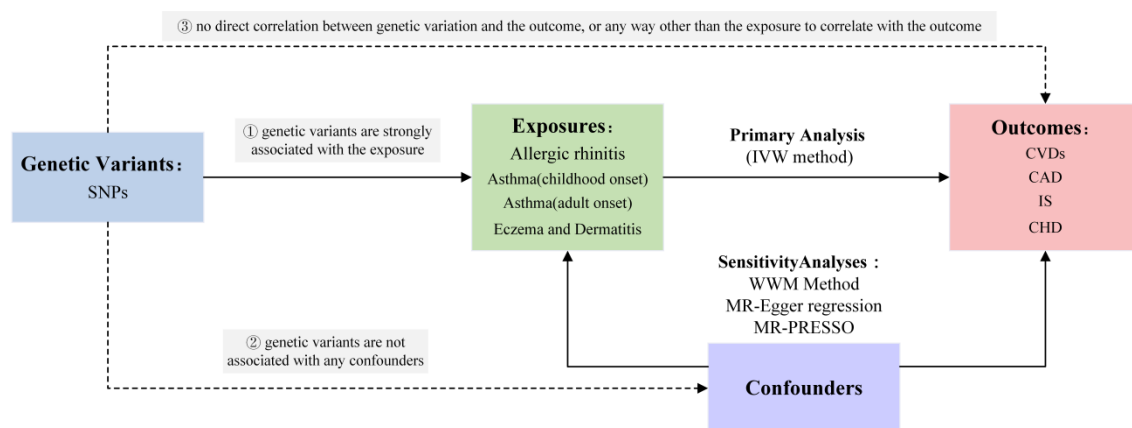 ③ no direct correlation between genetic variation and the outcome, or any way other than the exposure to correlate with the outcome
① genetic variants are strongly
associated with the exposure
Genetic Variants：
SNPs
Exposures：
Allergic rhinitis
Asthma(childhood onset)
Asthma(adult onset)
Eczema and Dermatitis
Primary Analysis
(IVW method)
Outcomes：
CVDs
CAD
IS
CHD
SensitivityAnalyses：
WWM Method
MR-Egger regression
MR-PRESSO
② genetic variants are not
associated with any confounders
Confounders